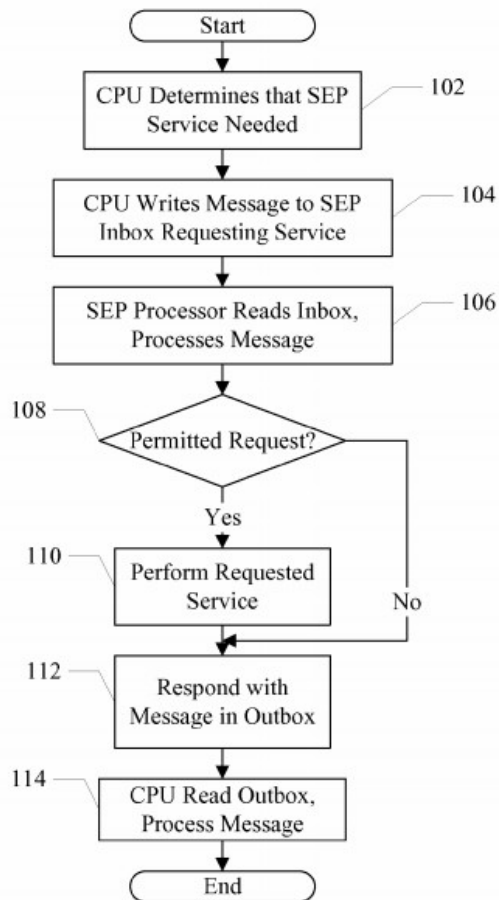 Start
CPU Determines that SEP
Service Needed
102
CPU Writes Message to SEP
Inbox Requesting Service
104
SEP Processor Reads Inbox,
Processes Message
106
108
Permitted Request?
Yes
110
Perform Requested
Service
No
112
Respond with
Message in Outbox
114
CPU Read Outbox,
Process Message
End